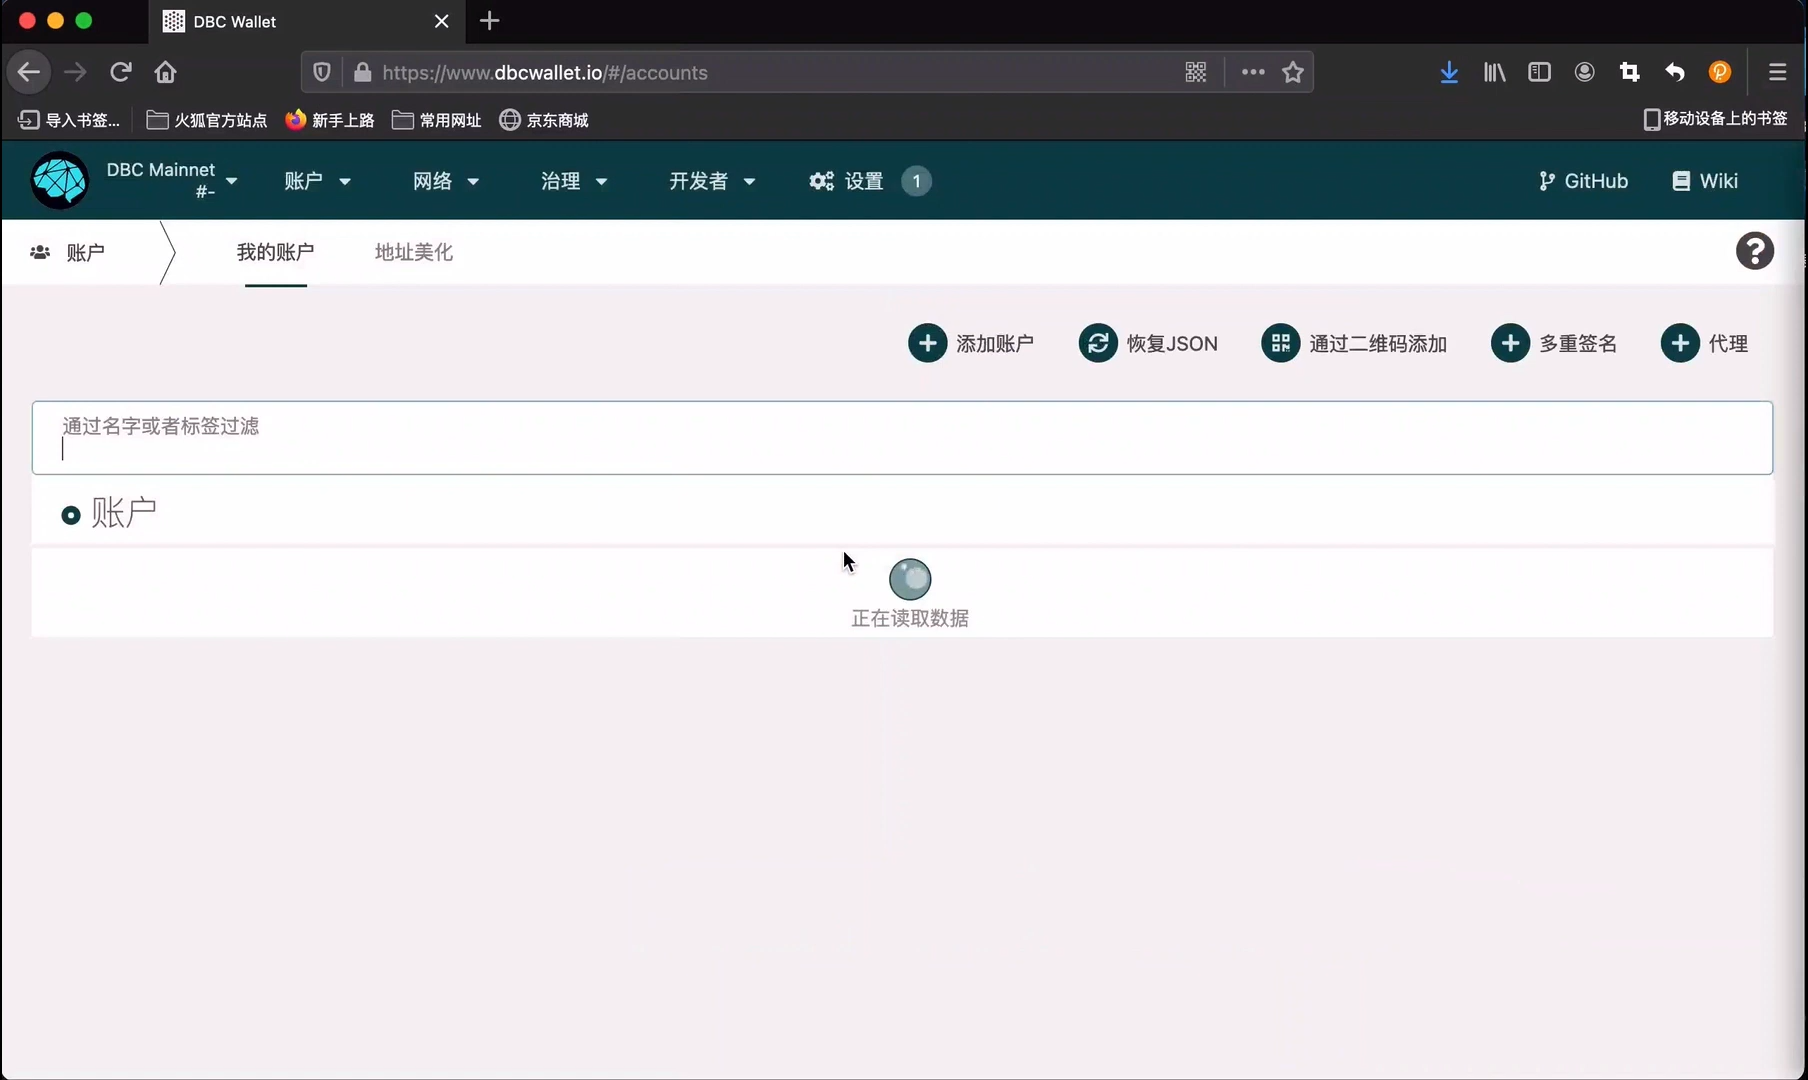 DBC Wallet
https://www.dbcwallet.io/#/accounts
导入书签...
火狐官方站点
新手上路
常用网址
京东商城
移动设备上的书签
DBC Mainnet
#-
账户
网络
治理
开发者
设置
1
GitHub
Wiki
账户
我的账户
地址美化
?
添加账户
恢复JSON
通过二维码添加
多重签名
代理
通过名字或者标签过滤
账户
正在读取数据